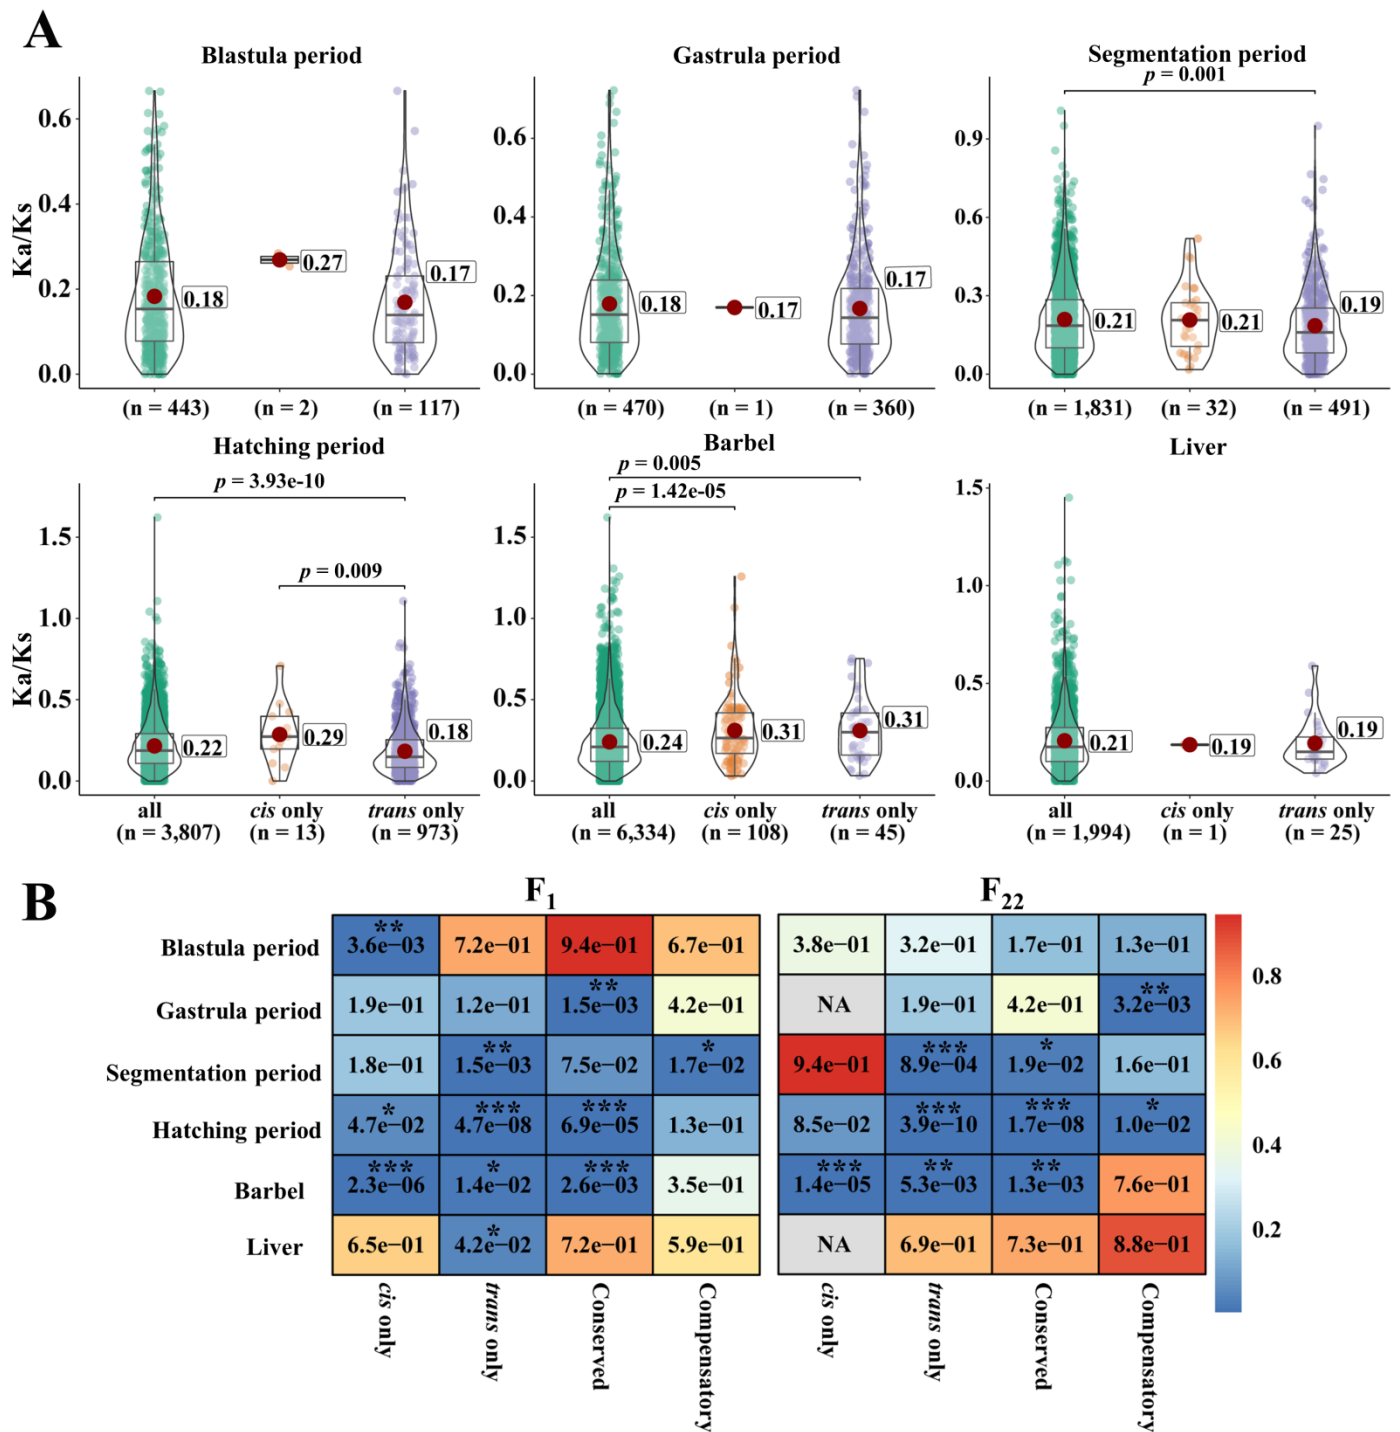 A
Blastula period
Gastrula period
Segmentation period
p = 0.001
Ka/Ks
0.6
0.4
0.2
0.0
0.18
0.27
0.17
(n = 443)
(n = 2)
(n = 117)
0.6
0.4
0.2
0.0
0.18
0.17
0.17
(n = 470)
(n = 1)
(n = 360)
0.9
0.6
0.3
0.0
0.21
0.21
0.19
(n = 1,831)
(n = 32)
(n = 491)
Hatching period
Barbel
Liver
Ka/Ks
p = 3.93e-10
p = 0.009
1.5
1.0
0.5
0.0
0.22
0.29
0.18
all
cis only
trans only
(n = 3,807)
(n = 13)
(n = 973)
p = 0.005
p = 1.42e-05
1.5
1.0
0.5
0.0
0.24
0.31
0.31
all
cis only
trans only
(n = 6,334)
(n = 108)
(n = 45)
1.5
1.0
0.5
0.0
0.21
0.19
0.19
all
cis only
trans only
(n = 1,994)
(n = 1)
(n = 25)
B
F1
F22
Blastula period
**
3.6e−03 7.2e−01 9.4e−01 6.7e−01 3.8e−01 3.2e−01 1.7e−01 1.3e−01
Gastrula period
** **
1.9e−01 1.2e−01 1.5e−03 4.2e−01 NA 1.9e−01 4.2e−01 3.2e−03
Segmentation period
** * *** *
1.8e−01 1.5e−03 7.5e−02 1.7e−02 9.4e−01 8.9e−04 1.9e−02 1.6e−01
Hatching period
* *** *** *** *** *
4.7e−02 4.7e−08 6.9e−05 1.3e−01 8.5e−02 3.9e−10 1.7e−08 1.0e−02
Barbel
*** * *** *** ** **
2.3e−06 1.4e−02 2.6e−03 3.5e−01 1.4e−05 5.3e−03 1.3e−03 7.6e−01
Liver
*
6.5e−01 4.2e−02 7.2e−01 5.9e−01 NA 6.9e−01 7.3e−01 8.8e−01
cis only
trans only
Conserved
Compensatory
cis only
trans only
Conserved
Compensatory
0.8
0.6
0.4
0.2